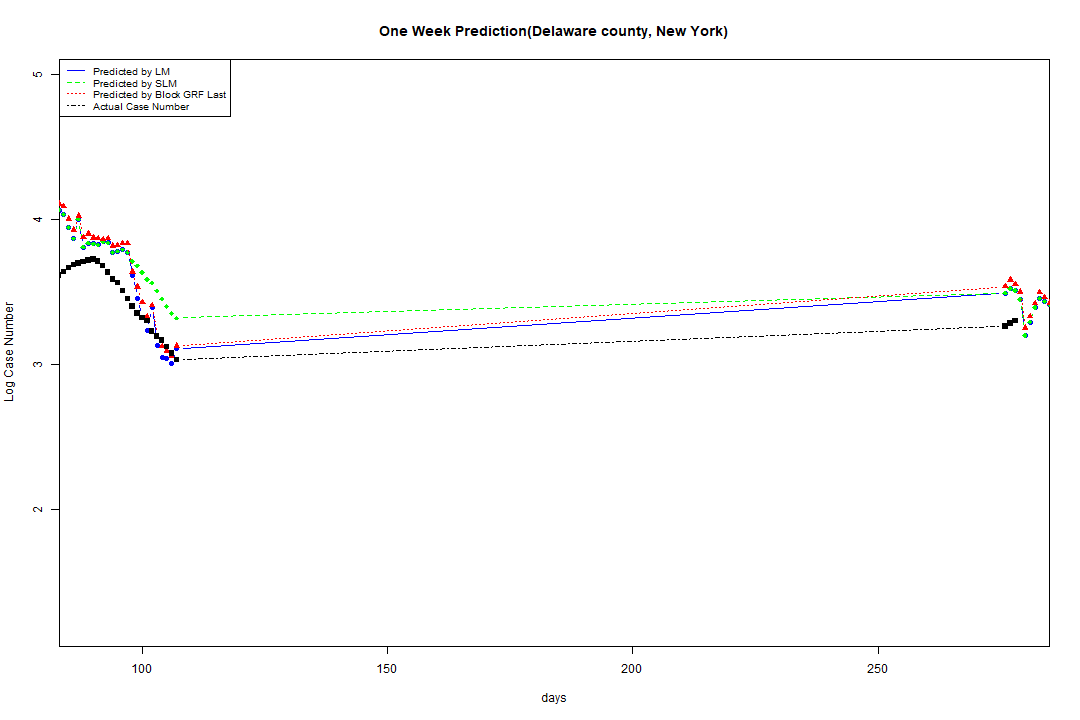 One Week Prediction(Delaware county, New York)
Predicted by LM
Predicted by SLM
Predicted by Block GRF Last
Actual Case Number
5
4
3
2
Log Case Number
100 150 200 250
days